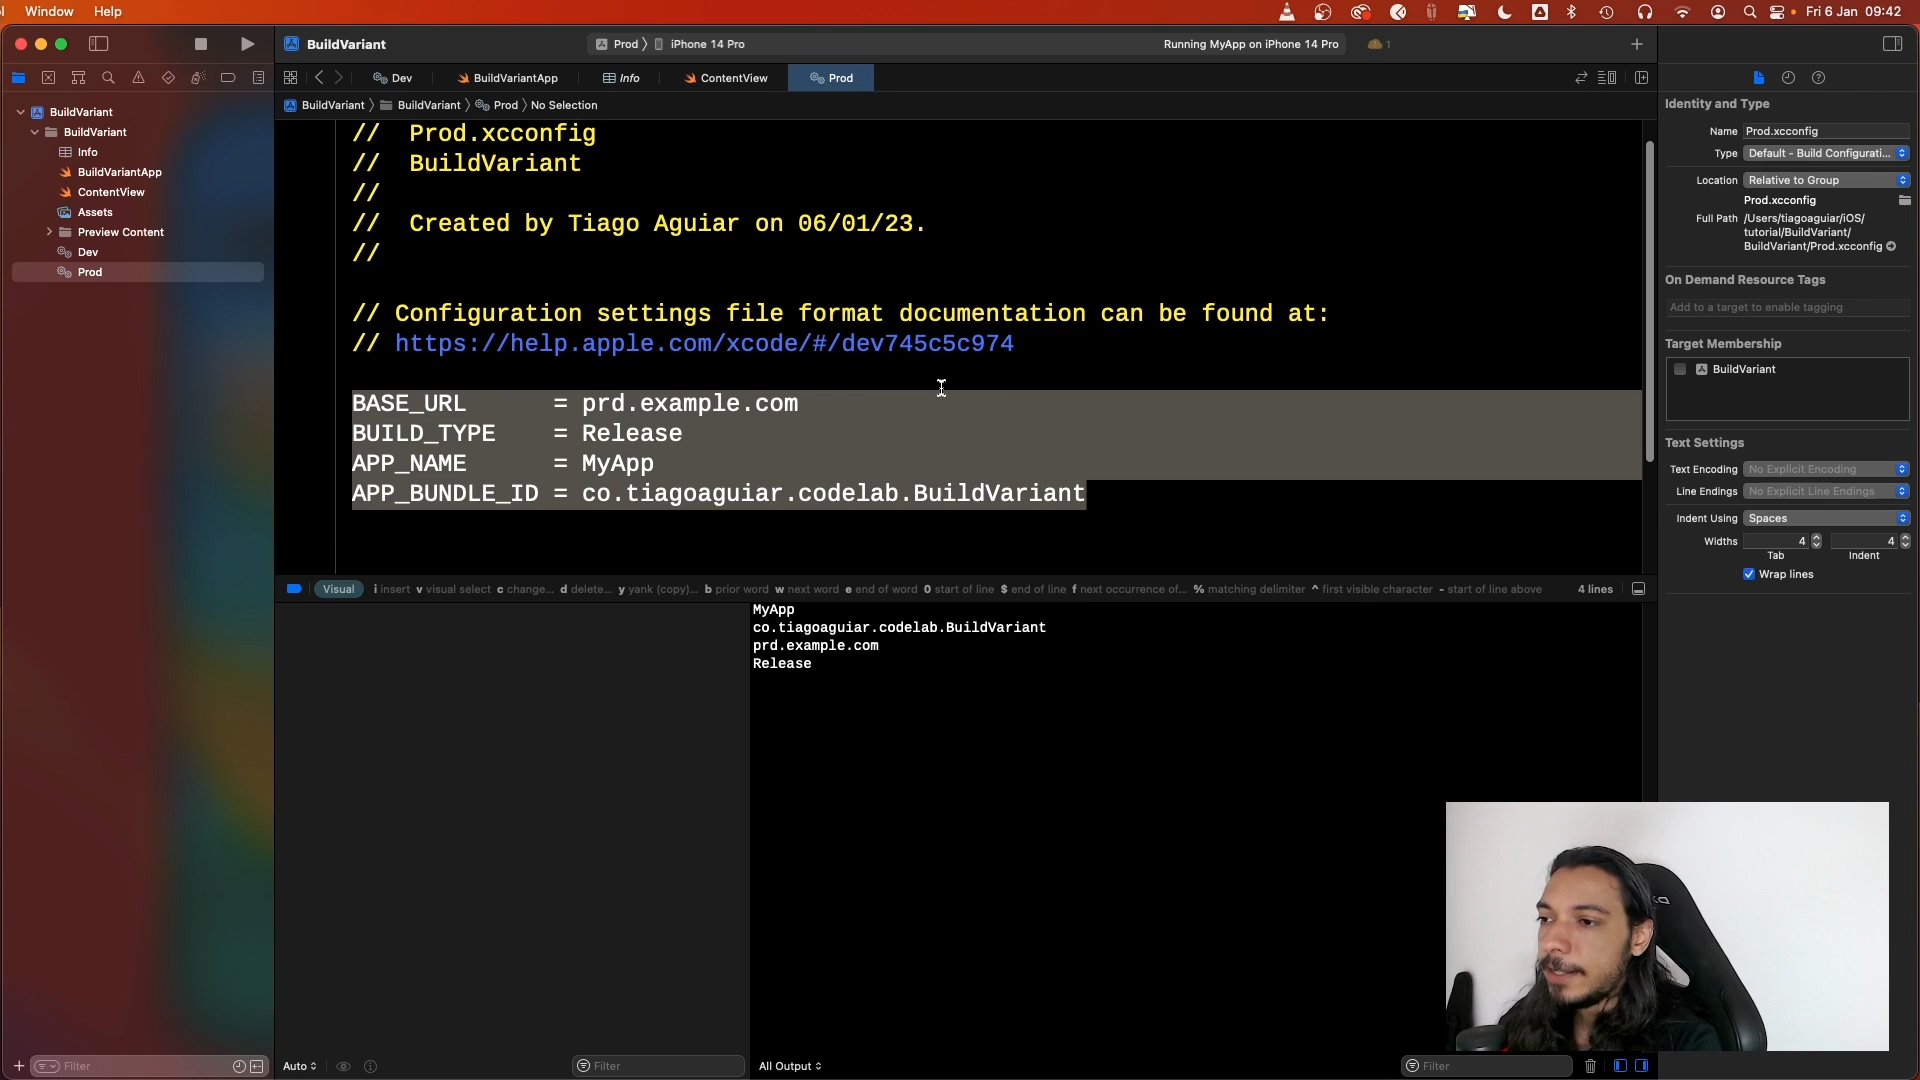 Window Help
Fri 6 Jan 09:42
BuildVariant
Prod iPhone 14 Pro
Running MyApp on iPhone 14 Pro
1
Dev BuildVariantApp Info ContentView Prod
BuildVariant BuildVariant Prod No Selection
BuildVariant
BuildVariant
Info
BuildVariantApp
ContentView
Assets
Preview Content
Dev
Prod
// Prod.xcconfig
// BuildVariant
//
// Created by Tiago Aguiar on 06/01/23.
//
// Configuration settings file format documentation can be found at:
// https://help.apple.com/xcode/#/dev745c5c974
BASE_URL = prd.example.com
BUILD_TYPE = Release
APP_NAME = MyApp
APP_BUNDLE_ID = co.tiagoaguiar.codelab.BuildVariant
Visual i insert v visual select c change... d delete... y yank (copy)... b prior word w next word e end of word 0 start of line $ end of line f next occurrence of... % matching delimiter ^ first visible character - start of line above 4 lines
MyApp
co.tiagoaguiar.codelab.BuildVariant
prd.example.com
Release
Filter
Auto
Filter
All Output
Filter
Identity and Type
Name Prod.xcconfig
Type Default - Build Configurati...
Location Relative to Group
Prod.xcconfig
Full Path /Users/tiagoaguiar/iOS/
tutorial/BuildVariant/
BuildVariant/Prod.xcconfig
On Demand Resource Tags
Add to a target to enable tagging
Target Membership
BuildVariant
Text Settings
Text Encoding No Explicit Encoding
Line Endings No Explicit Line Endings
Indent Using Spaces
Widths 4 4
Tab Indent
Wrap lines